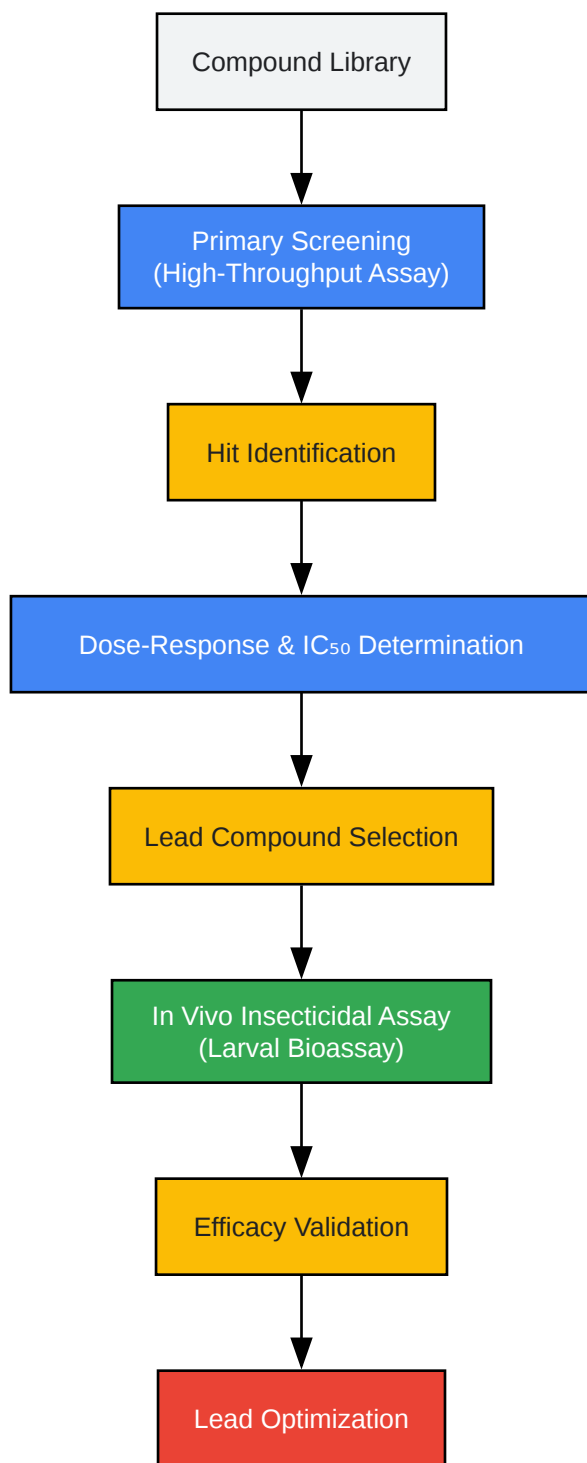 Compound Library
Primary Screening
(High-Throughput Assay)
Hit Identification
Dose-Response & IC₅₀ Determination
Lead Compound Selection
In Vivo Insecticidal Assay
(Larval Bioassay)
Efficacy Validation
Lead Optimization